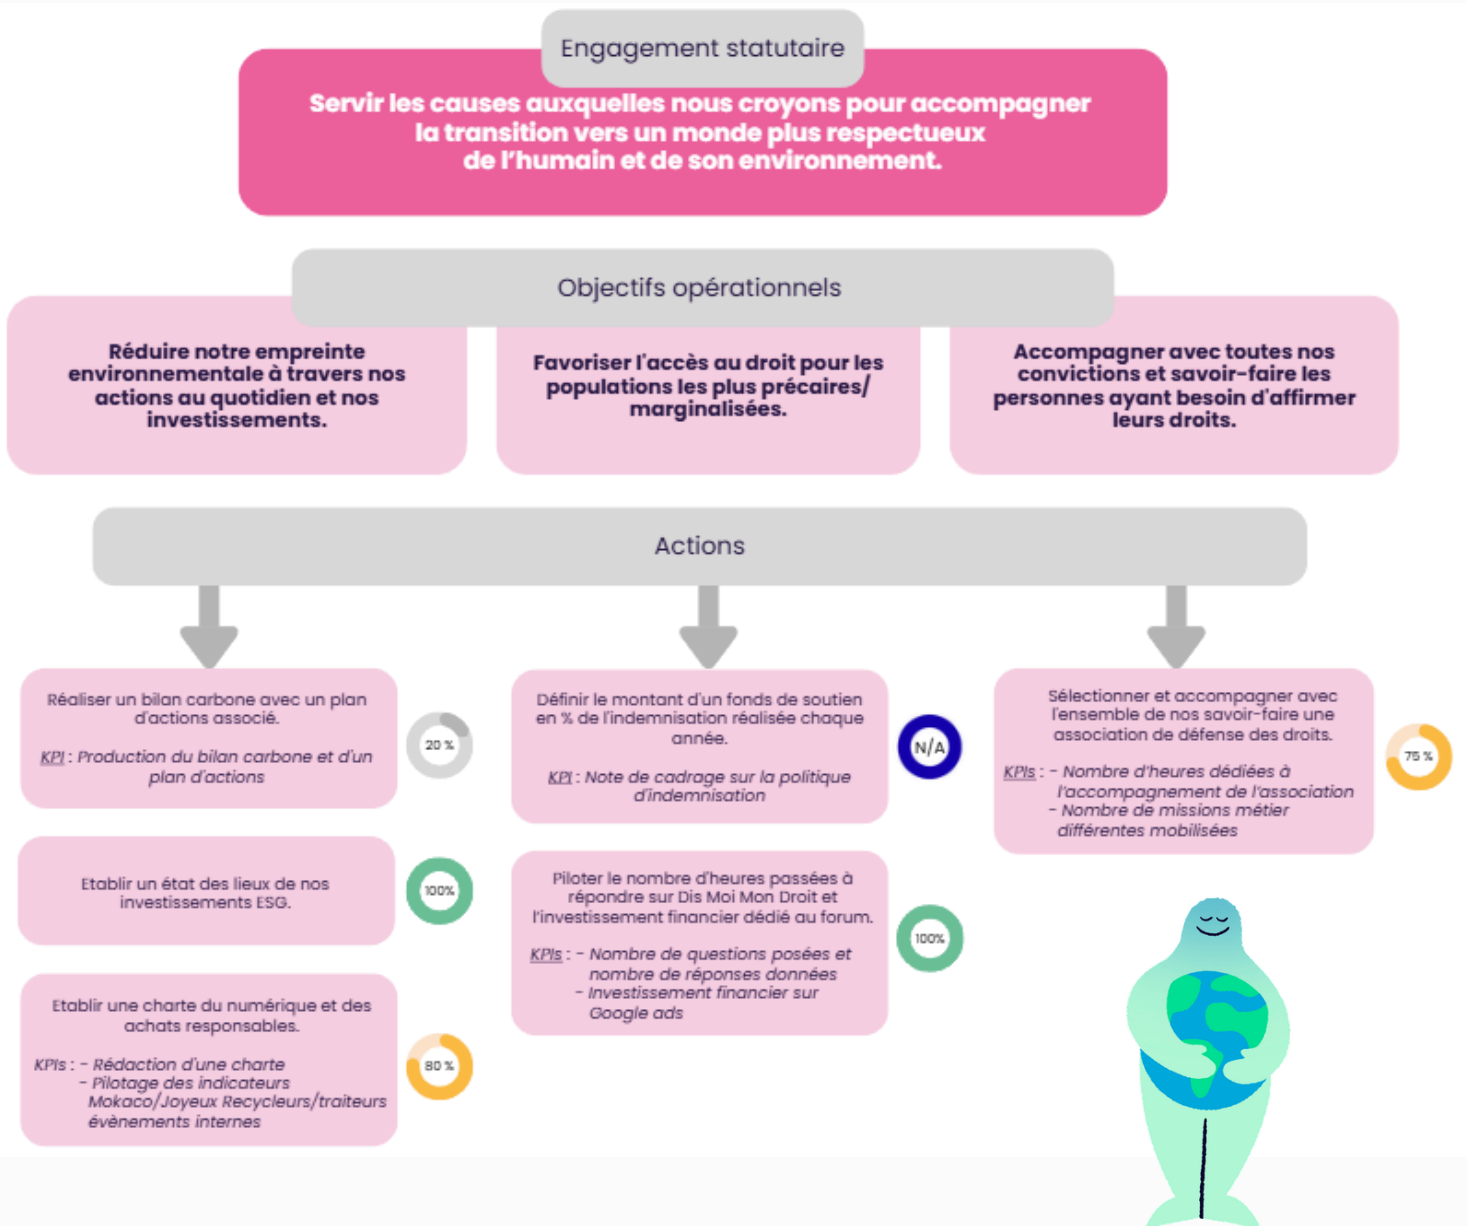 Engagement statutaire
Servir les causes auxquelles nous croyons pour accompagner
la transition vers un monde plus respectueux
de l'humain et de son environnement.
Objectifs opérationnels
Réduire notre empreinte
environnementale à travers nos
actions au quotidien et nos
investissements.
Favoriser l'accès au droit pour les
populations les plus précaires/
marginalisées.
Accompagner avec toutes nos
convictions et savoir-faire les
personnes ayant besoin d'affirmer
leurs droits.
Actions
Réaliser un bilan carbone avec un plan
d'actions associé.
KPI : Production du bilan carbone et d'un
plan d'actions
20 %
Etablir un état des lieux de nos
investissements ESG.
100%
Etablir une charte du numérique et des
achats responsables.
KPIs : - Rédaction d'une charte
- Pilotage des indicateurs
Mokaco/Joyeux Recycleurs/traiteurs
évènements internes
80 %
Définir le montant d'un fonds de soutien
en % de l'indemnisation réalisée chaque
année.
KPI : Note de cadrage sur la politique
d'indemnisation
N/A
Piloter le nombre d'heures passées à
répondre sur Dis Moi Mon Droit et
l'investissement financier dédié au forum.
KPIs : - Nombre de questions posées et
nombre de réponses données
- Investissement financier sur
Google ads
100%
Sélectionner et accompagner avec
l'ensemble de nos savoir-faire une
association de défense des droits.
KPIs : - Nombre d'heures dédiées à
l'accompagnement de l'association
- Nombre de missions métier
différentes mobilisées
75 %